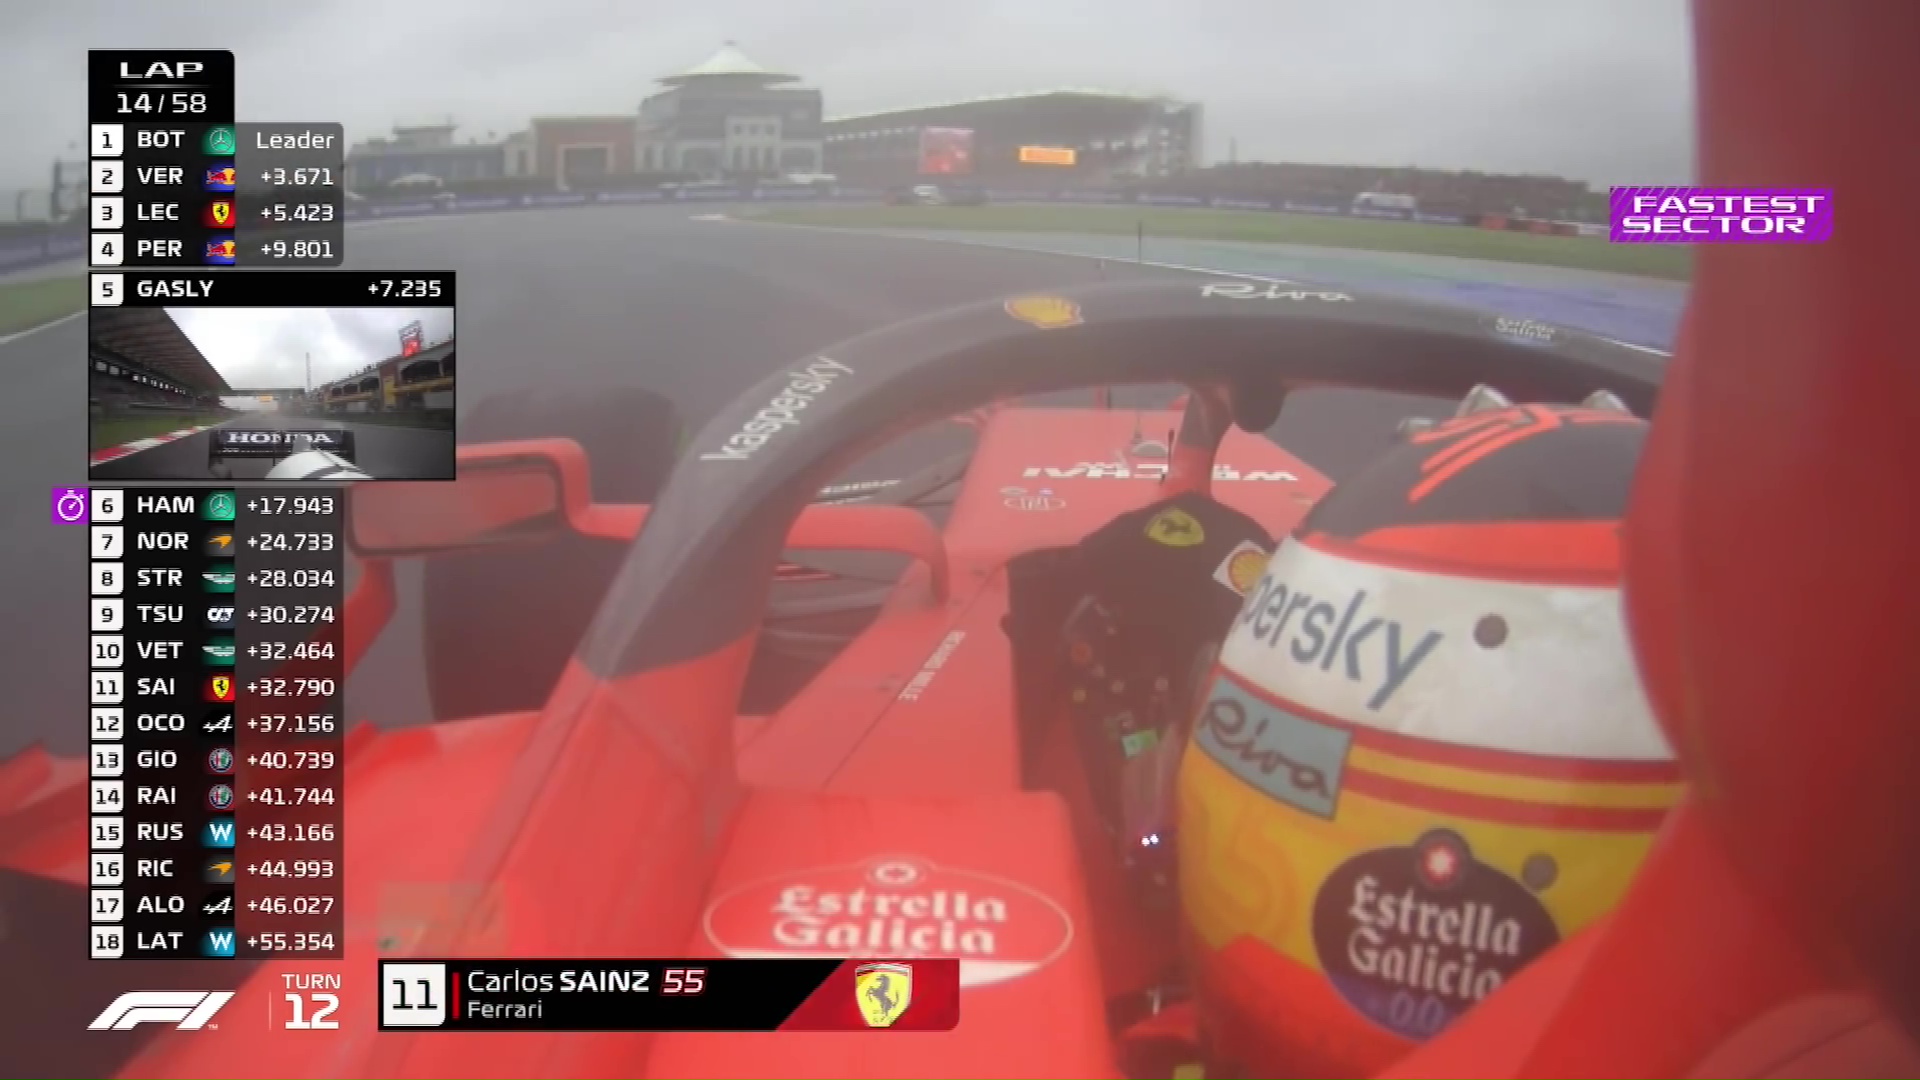 LAP
14/58
1 BOT Leader
2 VER +3.671
3 LEC +5.423
4 PER +9.801
5 GASLY +7.235
HONDA
6 HAM +17.943
7 NOR +24.733
8 STR +28.034
9 TSU +30.274
10 VET +32.464
11 SAI +32.790
12 OCO +37.156
13 GIO +40.739
14 RAI +41.744
15 RUS W +43.166
16 RIC +44.993
17 ALO +46.027
18 LAT W +55.354
F1
TURN
12
11 Carlos SAINZ 55
Ferrari
FASTEST
SECTOR
Riva
Estrella
Galicia
kaspersky
persky
Riva
Estrella
Galicia
Estrella
Galicia